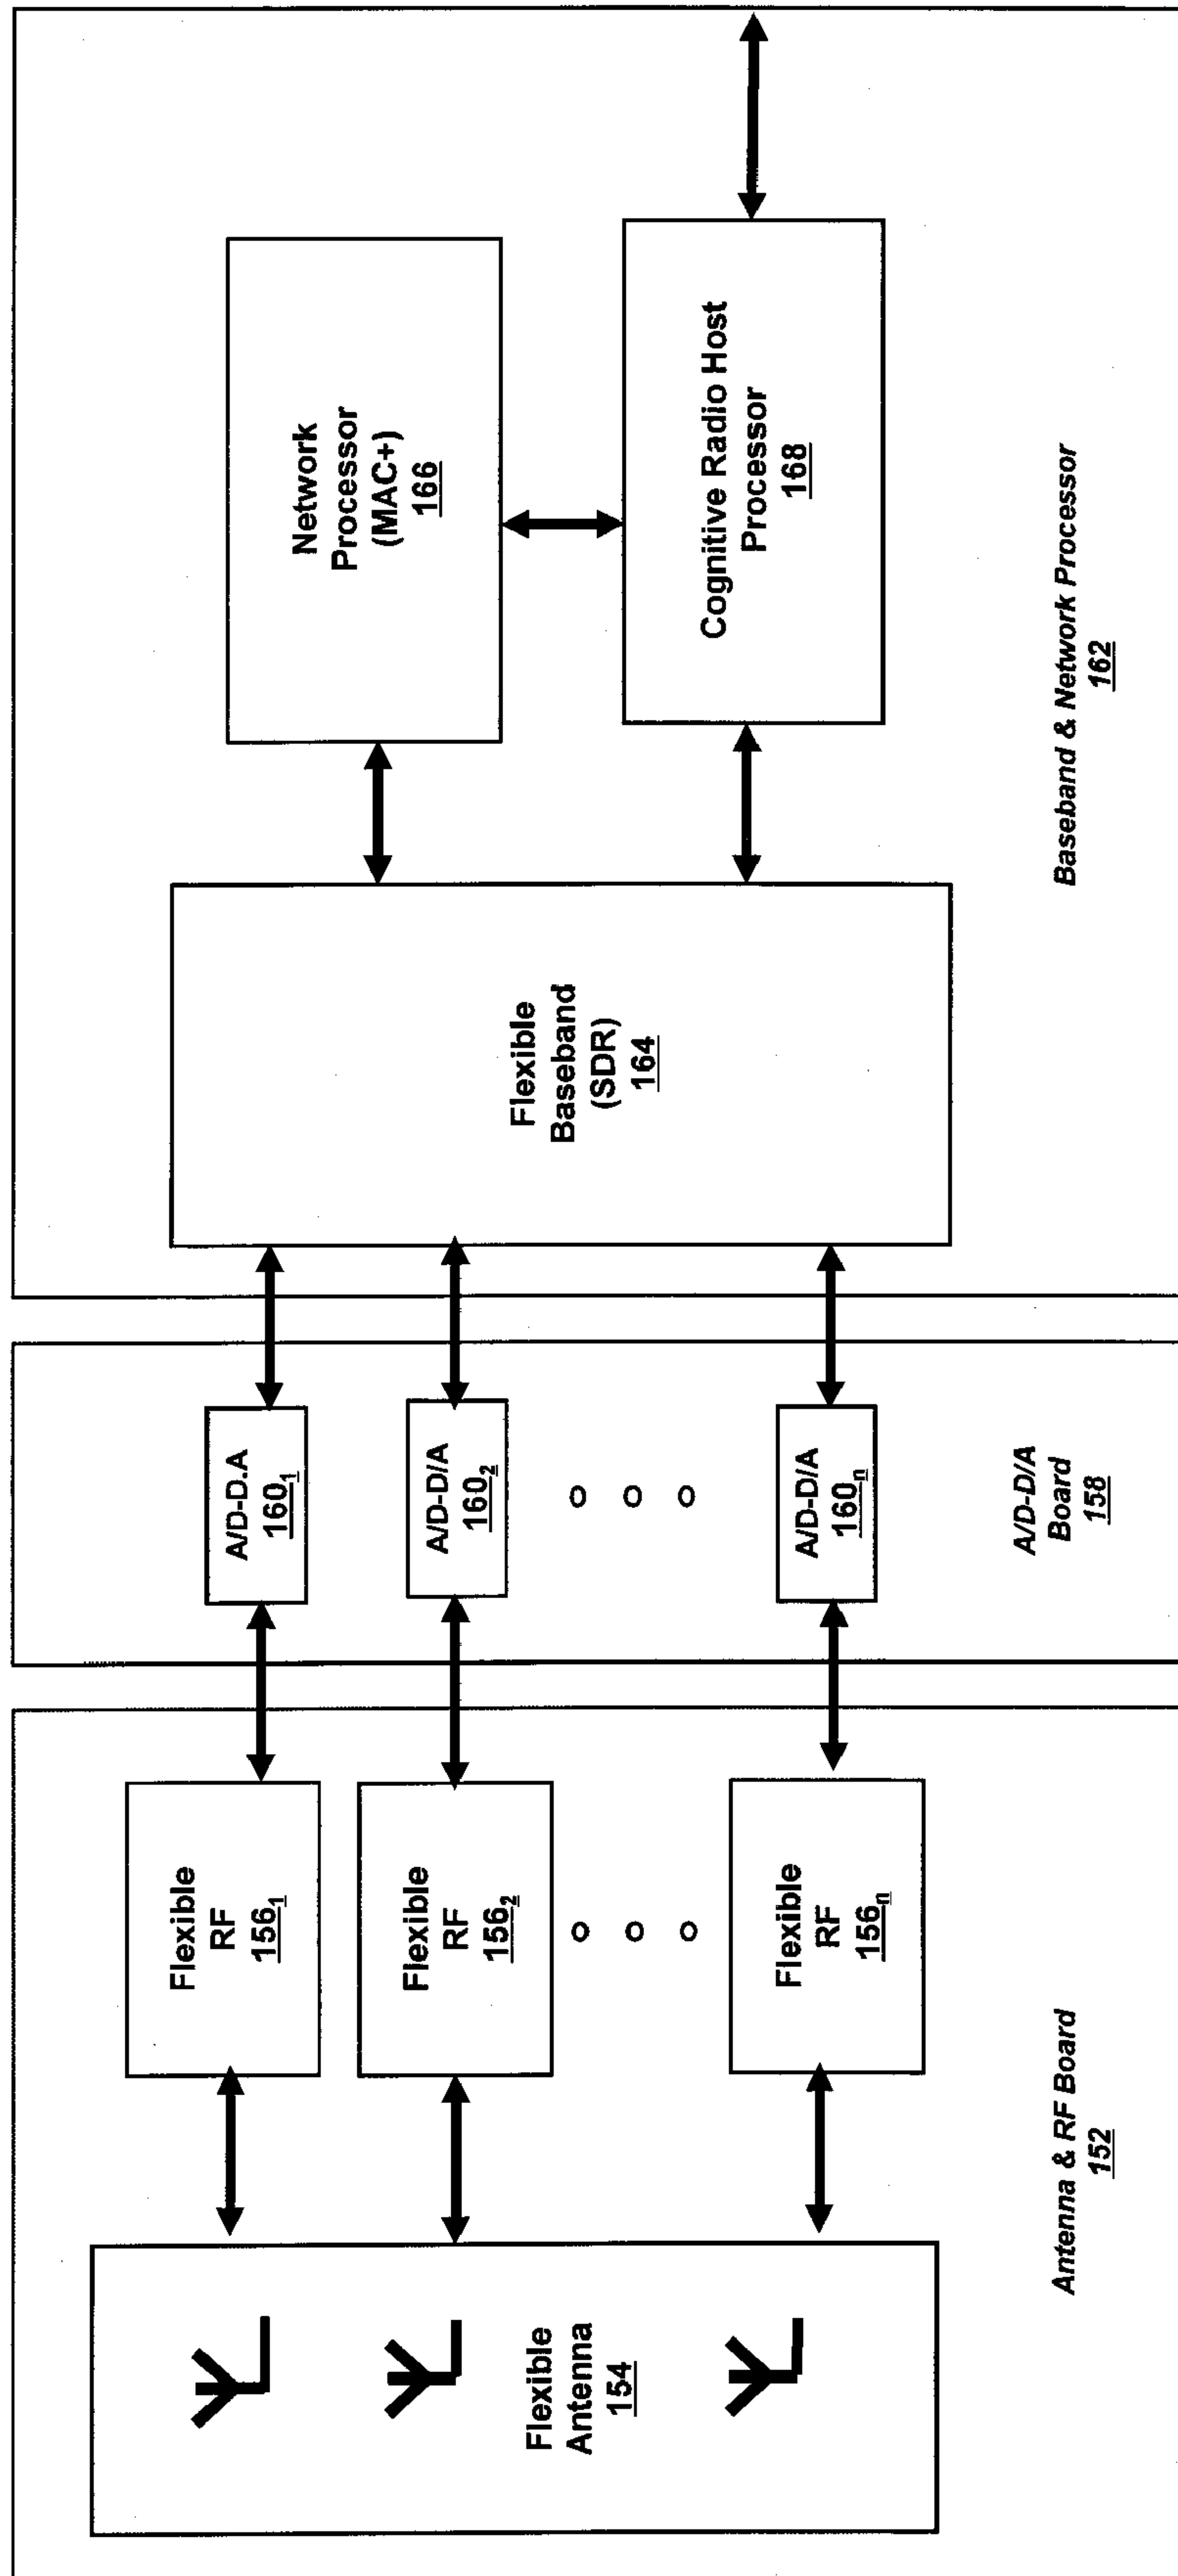 Flexible
Antenna
154
Flexible
RF
156₁
Flexible
RF
156₂
Flexible
RF
156ₙ
Antenna & RF Board
152
A/D-D.A
160₁
A/D-D/A
160₂
A/D-D/A
160ₙ
A/D-D/A
Board
158
Flexible
Baseband
(SDR)
164
Network
Processor
(MAC+)
166
Cognitive Radio Host
Processor
168
Baseband & Network Processor
162